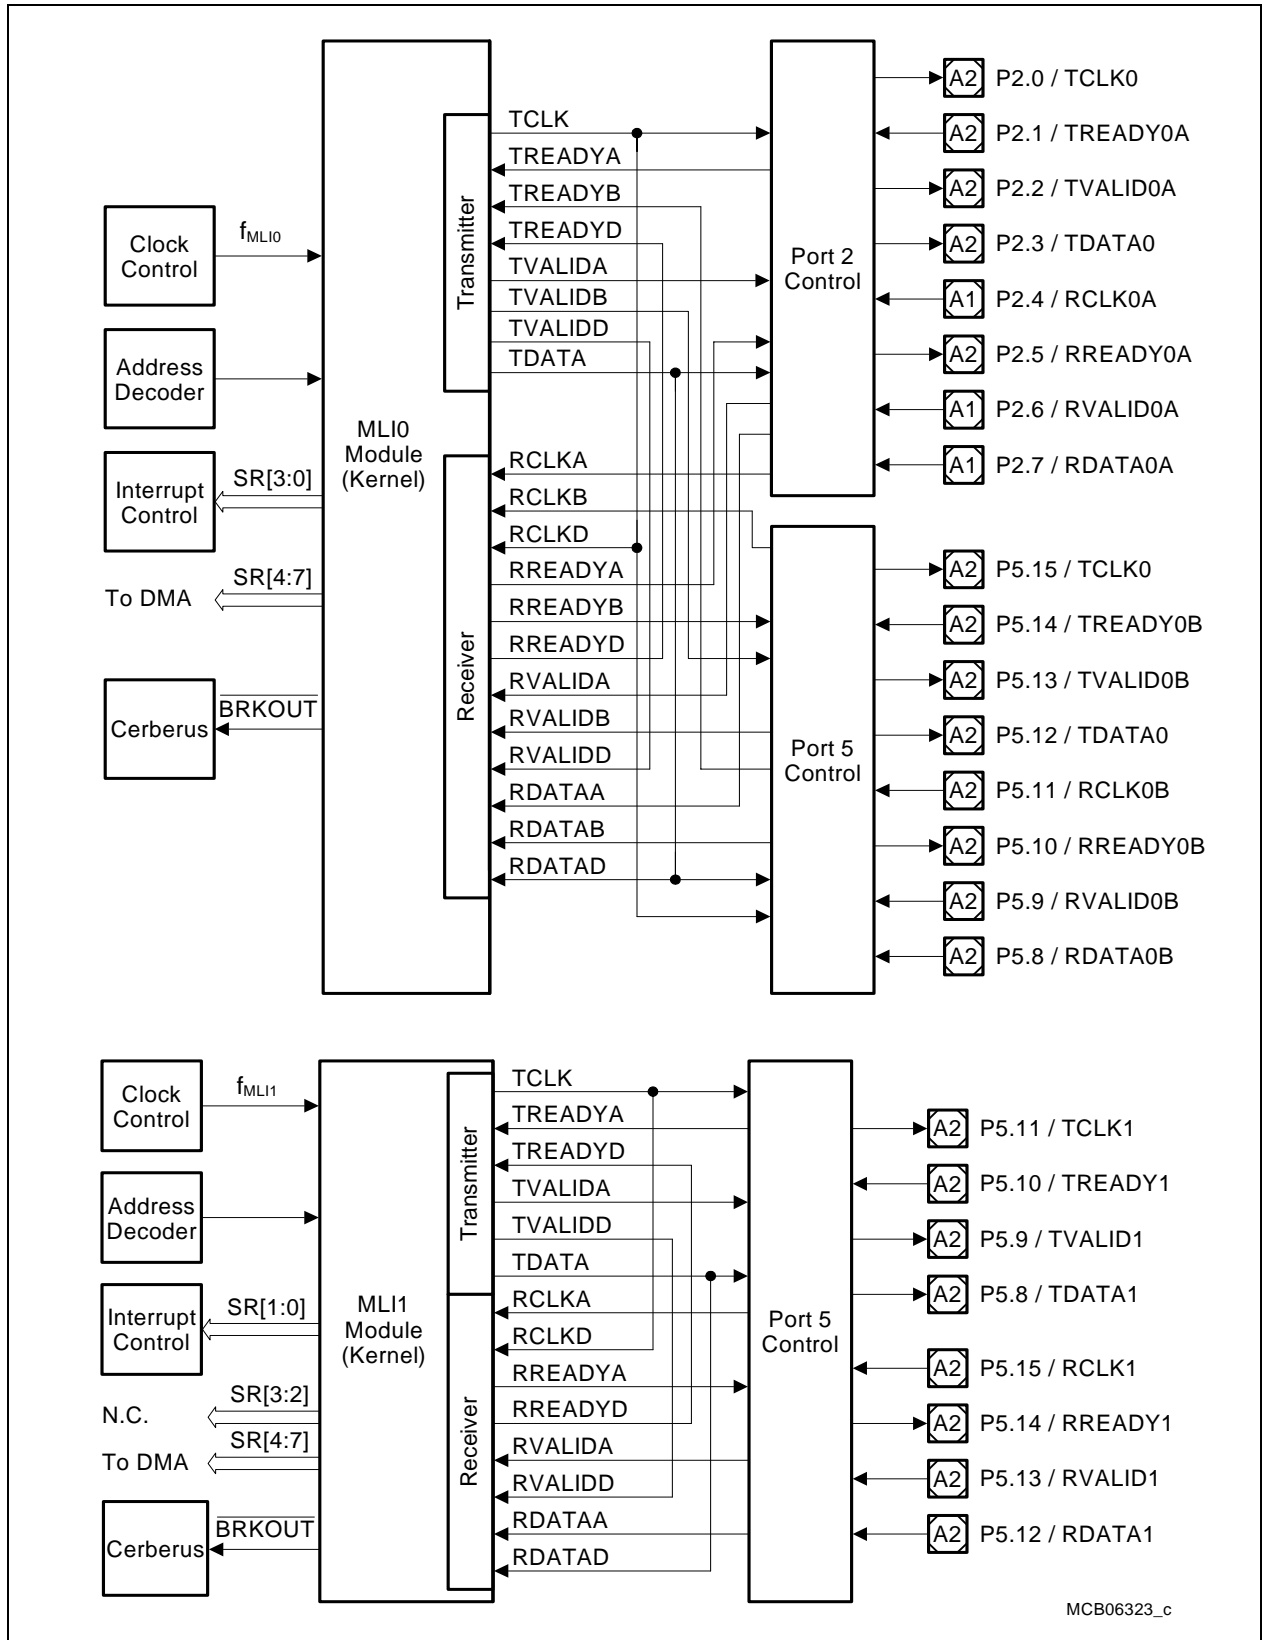 Clock
Control
fMLI0
Address
Decoder
Interrupt
Control
SR[3:0]
To DMA
SR[4:7]
Cerberus
BRKOUT
MLI0
Module
(Kernel)
Transmitter
TCLK
TREADYA
TREADYB
TREADYD
TVALIDA
TVALIDB
TVALIDD
TDATA
Receiver
RCLKA
RCLKB
RCLKD
RREADYA
RREADYB
RREADYD
RVALIDA
RVALIDB
RVALIDD
RDATAA
RDATAB
RDATAD
Port 2
Control
A2 P2.0 / TCLK0
A2 P2.1 / TREADY0A
A2 P2.2 / TVALID0A
A2 P2.3 / TDATA0
A1 P2.4 / RCLK0A
A2 P2.5 / RREADY0A
A1 P2.6 / RVALID0A
A1 P2.7 / RDATA0A
Port 5
Control
A2 P5.15 / TCLK0
A2 P5.14 / TREADY0B
A2 P5.13 / TVALID0B
A2 P5.12 / TDATA0
A2 P5.11 / RCLK0B
A2 P5.10 / RREADY0B
A2 P5.9 / RVALID0B
A2 P5.8 / RDATA0B
Clock
Control
fMLI1
Address
Decoder
Interrupt
Control
SR[1:0]
N.C.
SR[3:2]
To DMA
SR[4:7]
Cerberus
BRKOUT
MLI1
Module
(Kernel)
Transmitter
TCLK
TREADYA
TREADYD
TVALIDA
TVALIDD
TDATA
Receiver
RCLKA
RCLKD
RREADYA
RREADYD
RVALIDA
RVALIDD
RDATAA
RDATAD
Port 5
Control
A2 P5.11 / TCLK1
A2 P5.10 / TREADY1
A2 P5.9 / TVALID1
A2 P5.8 / TDATA1
A2 P5.15 / RCLK1
A2 P5.14 / RREADY1
A2 P5.13 / RVALID1
A2 P5.12 / RDATA1
MCB06323_c